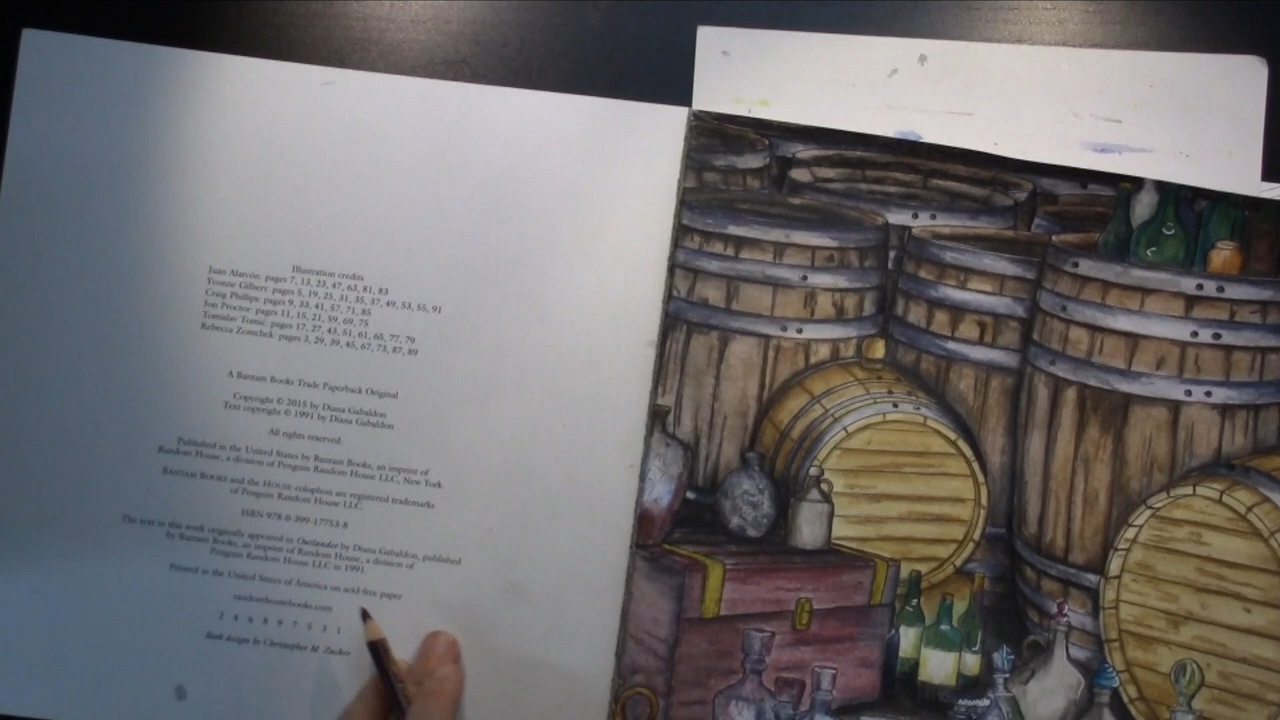 Illustration credits
Juan Alarcón: pages 7, 13, 23, 47, 63, 81, 83
Yvonne Gilbert: pages 5, 19, 25, 31, 35, 37, 49, 53, 55, 91
Craig Phillips: pages 9, 33, 41, 57, 71, 85
Jon Proctor: pages 11, 15, 21, 59, 69, 75
Tomislav Tomić: pages 17, 27, 43, 51, 61, 65, 77, 79
Rebecca Zomchek: pages 3, 29, 39, 45, 67, 73, 87, 89
A Bantam Books Trade Paperback Original
Copyright © 2015 by Diana Gabaldon
Text copyright © 1991 by Diana Gabaldon
All rights reserved.
Published in the United States by Bantam Books, an imprint of
Random House, a division of Penguin Random House LLC, New York.
BANTAM BOOKS and the HOUSE colophon are registered trademarks
of Penguin Random House LLC.
ISBN 978-0-399-17753-8
The text in this work originally appeared in Outlander by Diana Gabaldon, published
by Bantam Books, an imprint of Random House, a division of
Penguin Random House LLC in 1991.
Printed in the United States of America on acid-free paper
randomhousebooks.com
2 4 6 8 9 7 5 3 1
Book design by Christopher M. Zucker